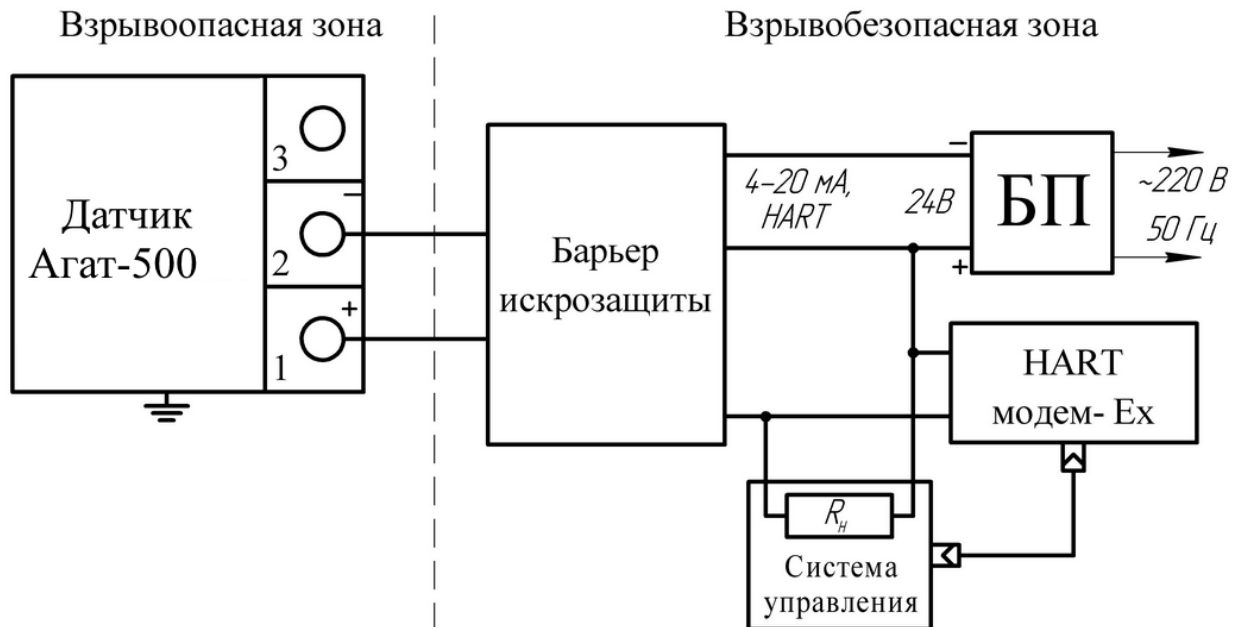 Взрывоопасная зона
Взрывобезопасная зона
Датчик
Агат-500
3
2
−
1
+
Барьер
искрозащиты
4-20 мА,
HART
24В
−
+
БП
~220 В
50 Гц
HART
модем- Ex
Rн
Система
управления